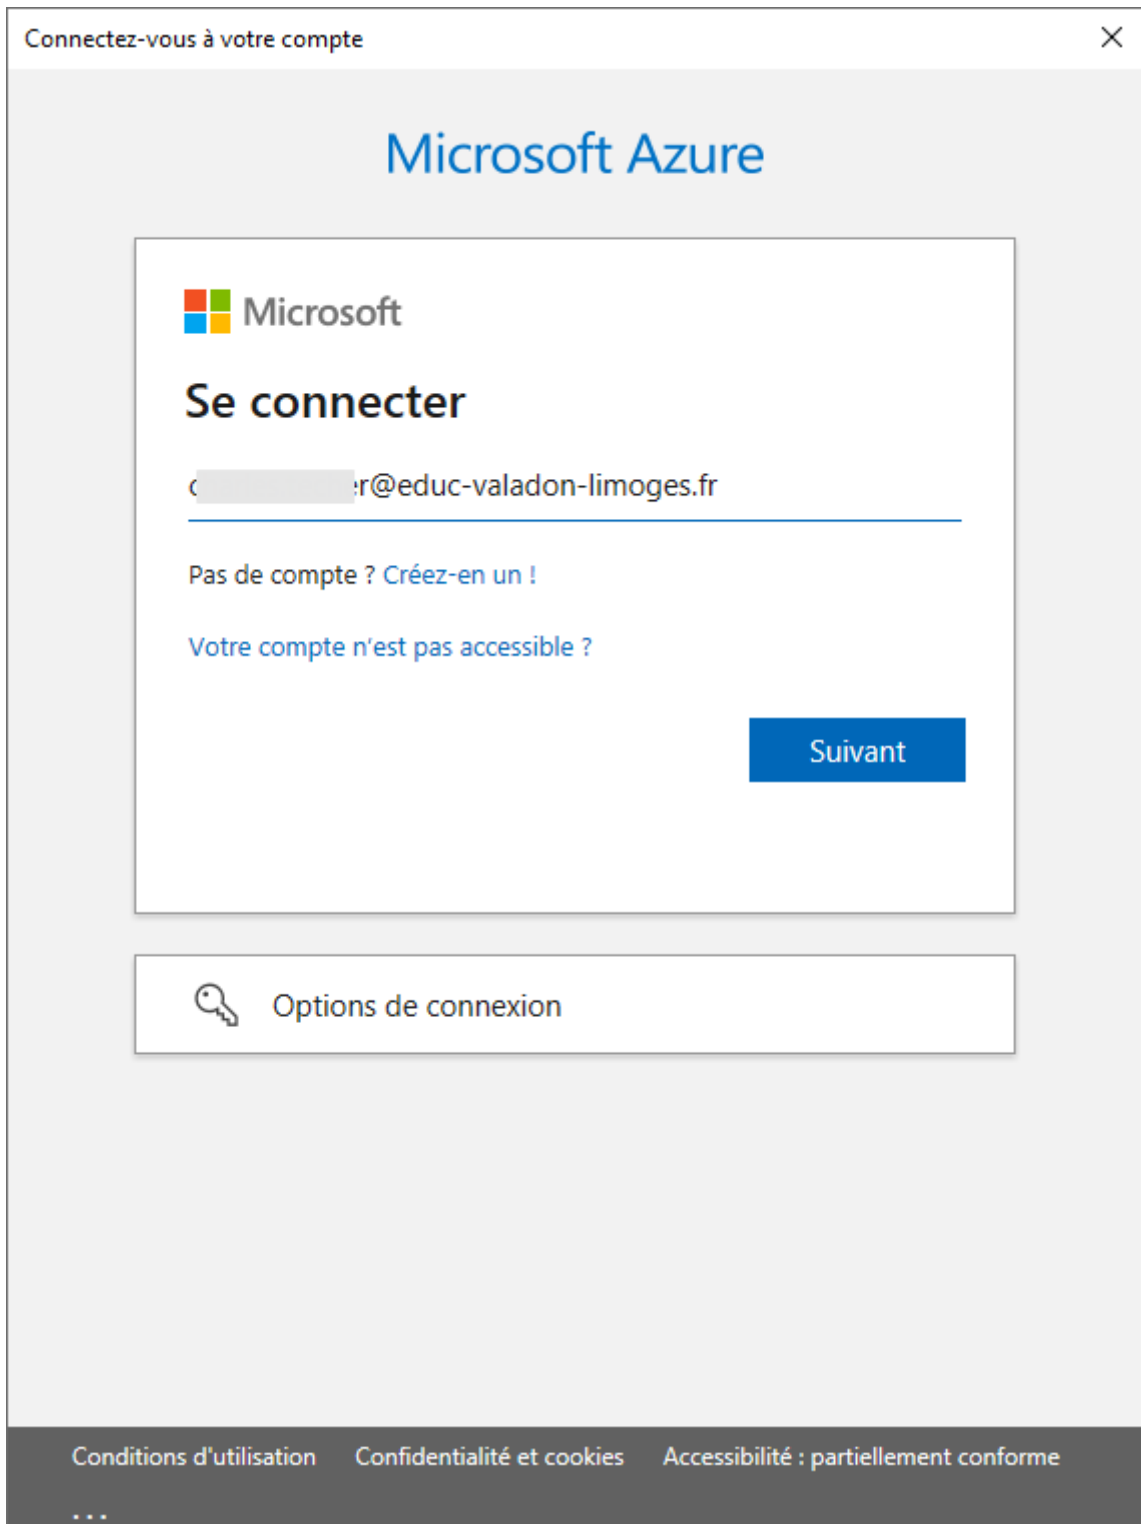 Connectez-vous à votre compte
Microsoft Azure
Microsoft
Se connecter
er@educ-valadon-limoges.fr
Pas de compte ? Créez-en un !
Votre compte n'est pas accessible ?
Suivant
Options de connexion
Conditions d'utilisation Confidentialité et cookies Accessibilité : partiellement conforme
...